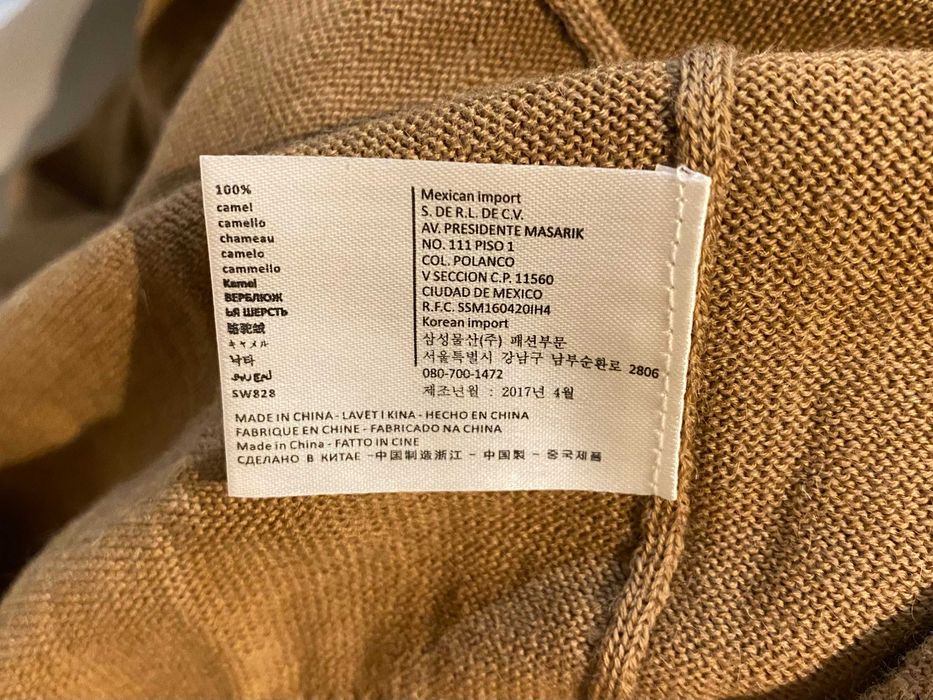 100%
camel
camello
chameau
camelo
cammello
Kamel
ВЕРБЛЮЖ
ЬЯ ШЕРСТЬ
骆驼绒
キャメル
낙타
SW828
Mexican import
S. DE R.L. DE C.V.
AV. PRESIDENTE MASARIK
NO. 111 PISO 1
COL. POLANCO
V SECCION C.P. 11560
CIUDAD DE MEXICO
R.F.C. SSM160420IH4
Korean import
삼성물산(주) 패션부문
서울특별시 강남구 남부순환로 2806
080-700-1472
제조년월 : 2017년 4월
MADE IN CHINA - LAVET I KINA - HECHO EN CHINA
FABRIQUE EN CHINE - FABRICADO NA CHINA
Made in China - FATTO IN CINE
СДЕЛАНО В КИТАЕ -中国制造浙江 - 中国製 - 중국제품